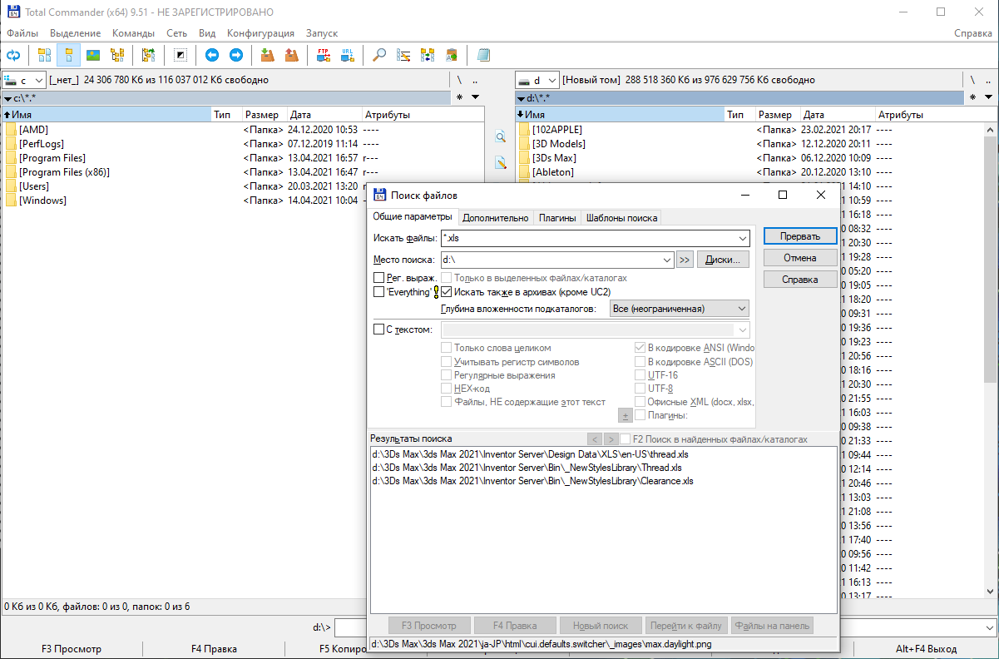 Total Commander (x64) 9.51 - НЕ ЗАРЕГИСТРИРОВАНО
Файлы Выделение Команды Сеть Вид Конфигурация Запуск Справка
FTP URL
c [_нет_] 24 306 780 Кб из 116 037 012 Кб свободно \ ..
d [Новый том] 288 518 360 Кб из 976 629 756 Кб свободно \ ..
c:\*.* * d:\*.* *
Имя Тип Размер Дата Атрибуты
[AMD] <Папка> 24.12.2020 10:53 ----
[PerfLogs] <Папка> 07.12.2019 11:14 ----
[Program Files] <Папка> 13.04.2021 16:57 r---
[Program Files (x86)] <Папка> 13.04.2021 16:47 r---
[Users] <Папка> 20.03.2021 13:20 r
[Windows] <Папка> 14.04.2021 10:04 -
Имя Тип Размер Дата Атрибуты
[102APPLE] <Папка> 23.02.2021 20:17 ----
[3D Models] <Папка> 12.12.2020 20:11 ----
[3Ds Max] <Папка> 06.12.2020 10:09 ----
[Ableton] <Папка> 20.12.2020 13:10 ----
1 14:10 ----
1 10:59 ----
1 16:18 ----
0 08:32 ----
1 20:30 ----
1 19:28 ----
0 05:20 ----
1 19:05 ----
1 18:20 ----
0 09:31 ----
1 19:36 ----
0 19:23 ----
1 20:56 ----
0 18:16 ----
1 20:30 ----
0 21:55 ----
1 16:03 ----
0 09:38 ----
0 21:33 ----
1 09:44 ----
0 12:14 ----
1 20:46 ----
1 13:03 ----
1 21:08 ----
0 13:56 ----
1 17:40 ----
0 09:56 ----
0 11:42 ----
1 16:13 ----
0 13:17 ----
Поиск файлов
Общие параметры Дополнительно Плагины Шаблоны поиска
Искать файлы: *.xls Прервать
Место поиска: d:\ >> Диски... Отмена
Рег. выраж. Только в выделенных файлах/каталогах Справка
'Everything' Искать также в архивах (кроме UC2)
Глубина вложенности подкаталогов: Все (неограниченная)
С текстом:
Только слова целиком В кодировке ANSI (Windo
Учитывать регистр символов В кодировке ASCII (DOS)
Регулярные выражения UTF-16
HEX-код UTF-8
Файлы, НЕ содержащие этот текст Офисные XML (docx, xlsx,
± Плагины:
Результаты поиска < > F2 Поиск в найденных файлах/каталогах
d:\3Ds Max\3ds Max 2021\Inventor Server\Design Data\XLS\en-US\thread.xls
d:\3Ds Max\3ds Max 2021\Inventor Server\Bin\_NewStylesLibrary\Thread.xls
d:\3Ds Max\3ds Max 2021\Inventor Server\Bin\_NewStylesLibrary\Clearance.xls
F3 Просмотр F4 Правка Новый поиск Перейти к файлу Файлы на панель
d:\3Ds Max\3ds Max 2021\ja-JP\html\cui.defaults.switcher\_images\max.daylight.png
0 Кб из 0 Кб, файлов: 0 из 0, папок: 0 из 6
d:\>
F3 Просмотр F4 Правка F5 Копиро Alt+F4 Выход